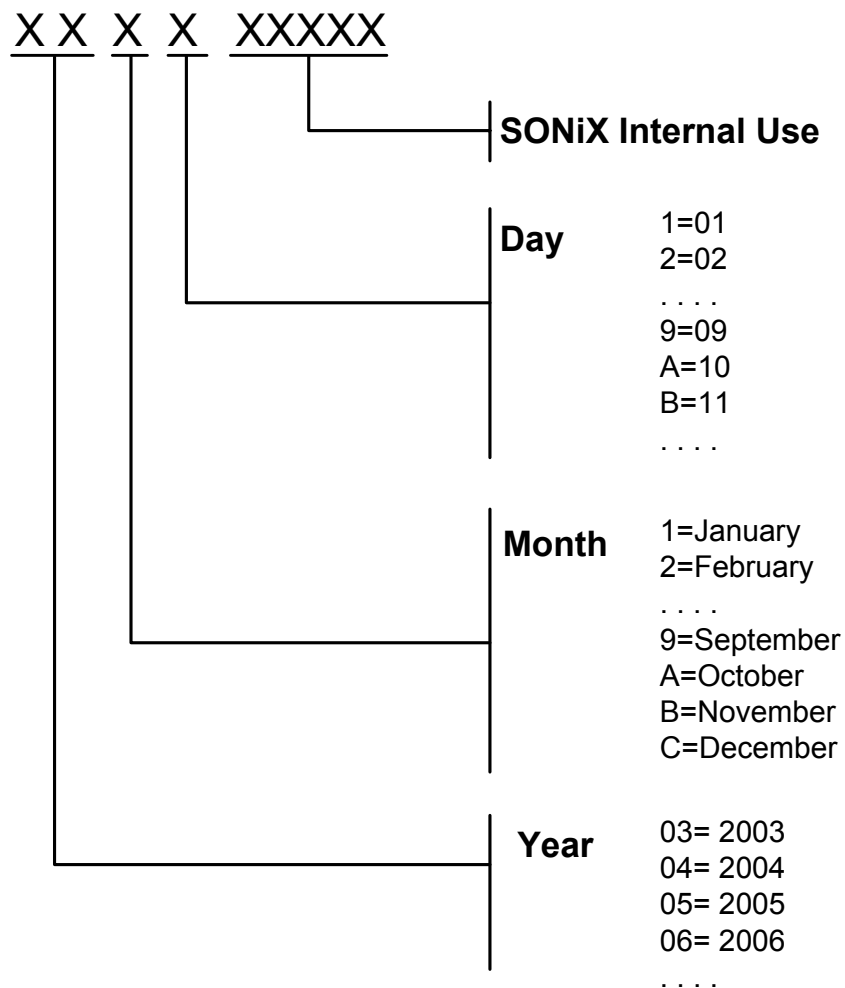 X X X X XXXXX
SONiX Internal Use
Day
1=01
2=02
. . . .
9=09
A=10
B=11
. . . .
Month
1=January
2=February
. . . .
9=September
A=October
B=November
C=December
Year
03= 2003
04= 2004
05= 2005
06= 2006
. . . .